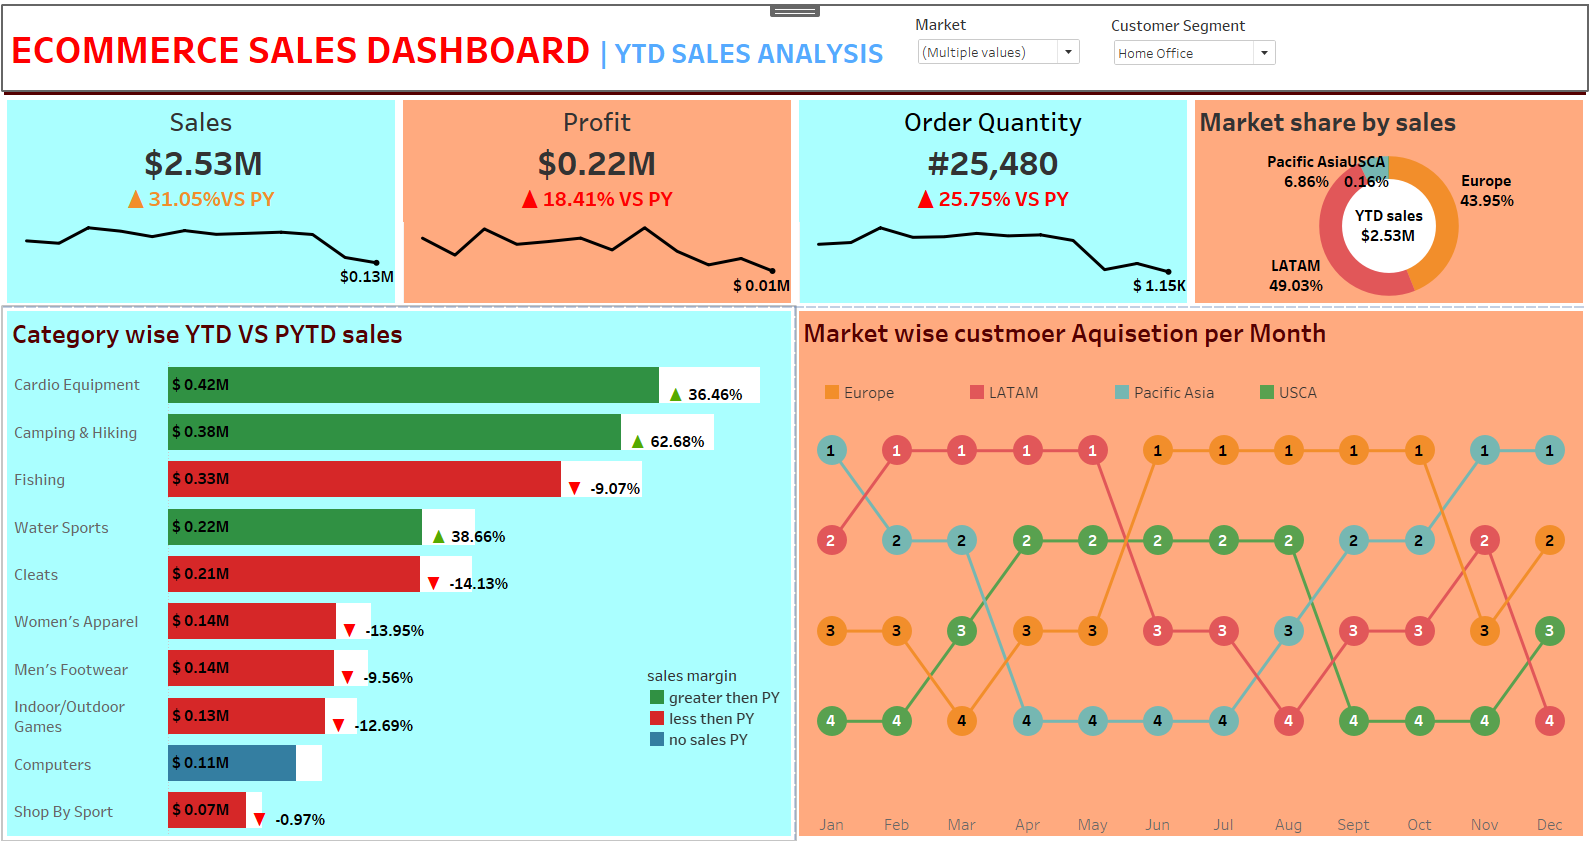 ECOMMERCE SALES DASHBOARD | YTD SALES ANALYSIS
Market
(Multiple values)
Customer Segment
Home Office
Sales
$2.53M
▲ 31.05%VS PY
$0.13M
Profit
$0.22M
▲ 18.41% VS PY
$ 0.01M
Order Quantity
#25,480
▲ 25.75% VS PY
$ 1.15K
Market share by sales
Pacific Asia
6.86%
USCA
0.16%
Europe
43.95%
YTD sales
$2.53M
LATAM
49.03%
Category wise YTD VS PYTD sales
Cardio Equipment $ 0.42M ▲ 36.46%
Camping & Hiking $ 0.38M ▲ 62.68%
Fishing $ 0.33M ▼ -9.07%
Water Sports $ 0.22M ▲ 38.66%
Cleats $ 0.21M ▼ -14.13%
Women's Apparel $ 0.14M ▼ -13.95%
Men's Footwear $ 0.14M ▼ -9.56%
Indoor/Outdoor
Games $ 0.13M ▼ -12.69%
Computers $ 0.11M
Shop By Sport $ 0.07M ▼ -0.97%
sales margin
greater then PY
less then PY
no sales PY
Market wise custmoer Aquisetion per Month
Europe LATAM Pacific Asia USCA
1 1 1 1 1 1 1 1 1 1 1 1
2 2 2 2 2 2 2 2 2 2 2 2
3 3 3 3 3 3 3 3 3 3 3 3
4 4 4 4 4 4 4 4 4 4 4 4
Jan Feb Mar Apr May Jun Jul Aug Sept Oct Nov Dec